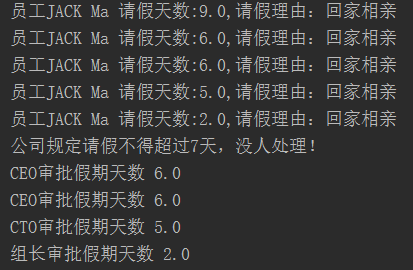 员工JACK Ma 请假天数:9.0,请假理由：回家相亲
员工JACK Ma 请假天数:6.0,请假理由：回家相亲
员工JACK Ma 请假天数:6.0,请假理由：回家相亲
员工JACK Ma 请假天数:5.0,请假理由：回家相亲
员工JACK Ma 请假天数:2.0,请假理由：回家相亲
公司规定请假不得超过7天，没人处理！
CEO审批假期天数 6.0
CEO审批假期天数 6.0
CTO审批假期天数 5.0
组长审批假期天数 2.0